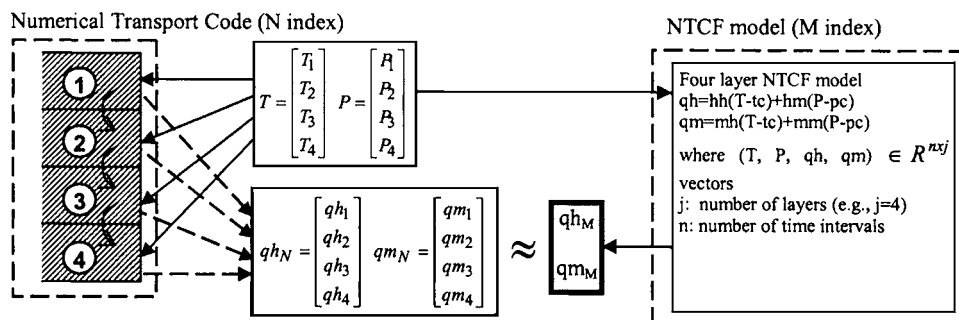 Numerical Transport Code (N index)
NTCF model (M index)
1
2
3
4
T = [T1 T2 T3 T4] P = [P1 P2 P3 P4]
qhN = [qh1 qh2 qh3 qh4] qmN = [qm1 qm2 qm3 qm4]
≈
qhM
qmM
Four layer NTCF model
qh=hh(T-tc)+hm(P-pc)
qm=mh(T-tc)+mm(P-pc)
where (T, P, qh, qm) ∈ R^nxj
vectors
j: number of layers (e.g., j=4)
n: number of time intervals